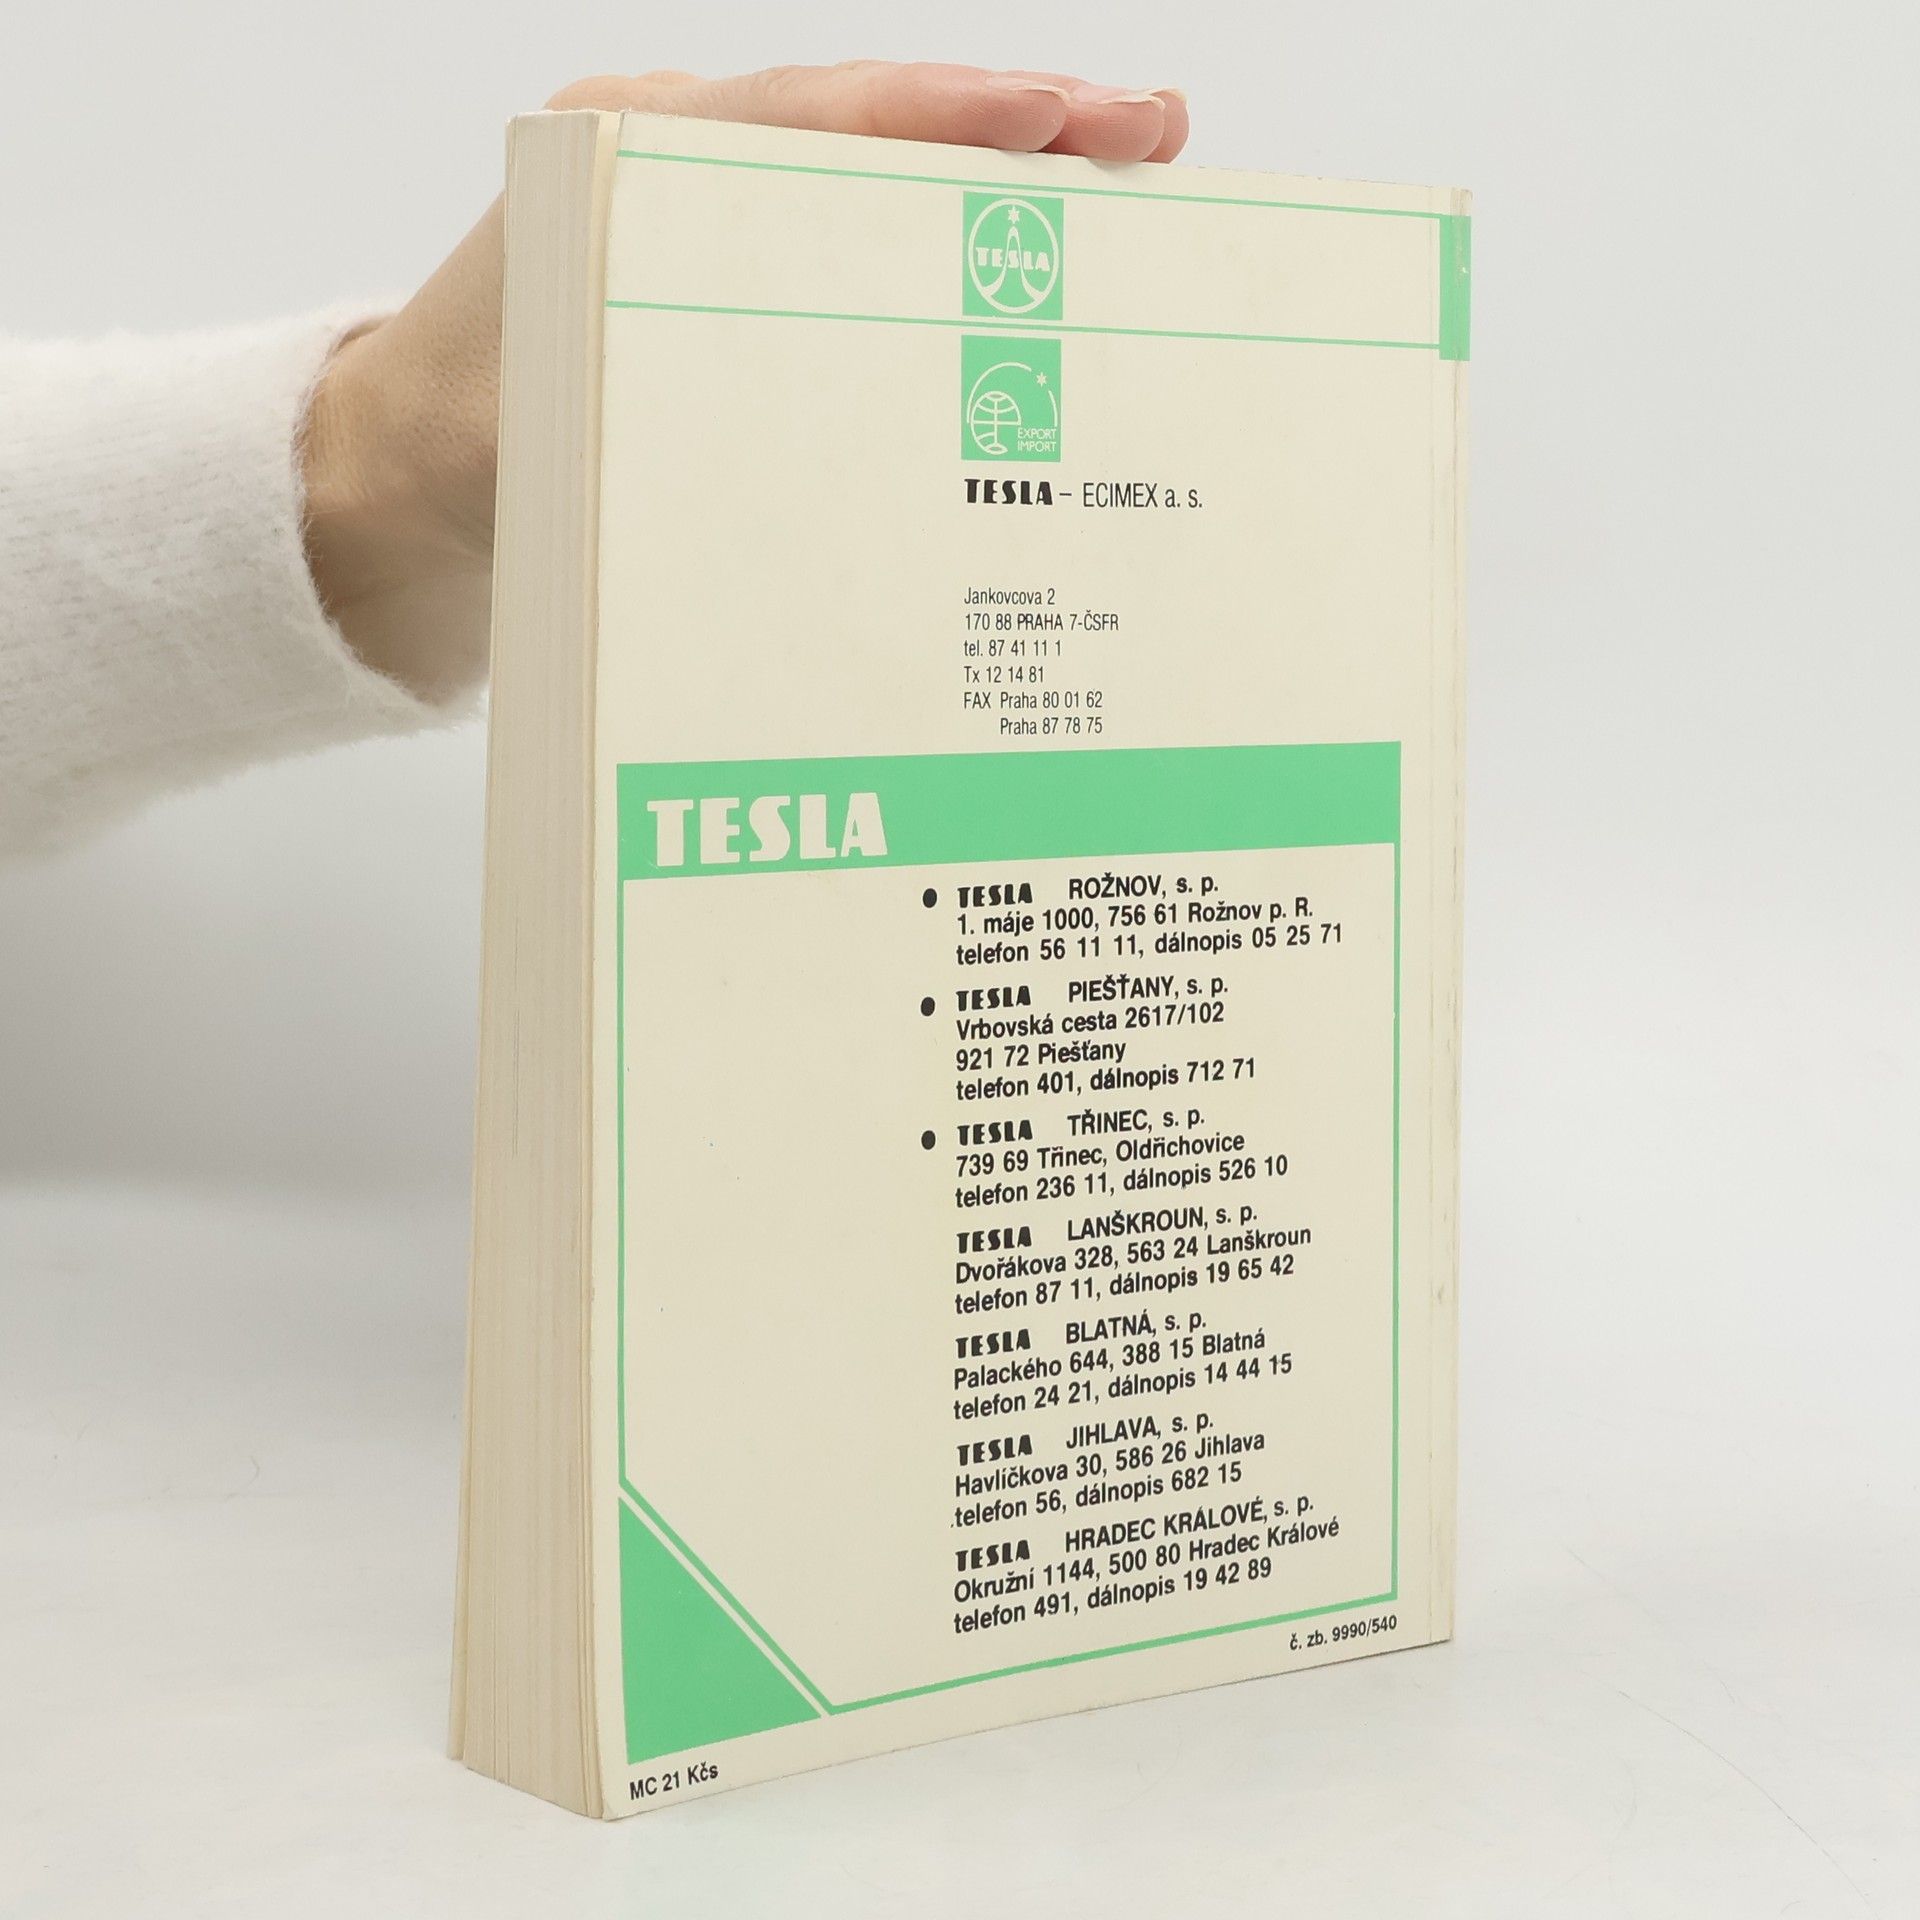 TESLA
EXPORT
IMPORT
TESLA – ECIMEX a. s.
Jankovcova 2
170 88 PRAHA 7-ČSFR
tel. 87 41 11 1
Tx 12 14 81
FAX Praha 80 01 62
Praha 87 78 75
TESLA
● TESLA ROŽNOV, s. p.
1. máje 1000, 756 61 Rožnov p. R.
telefon 56 11 11, dálnopis 05 25 71
● TESLA PIEŠŤANY, s. p.
Vrbovská cesta 2617/102
921 72 Piešťany
telefon 401, dálnopis 712 71
● TESLA TŘINEC, s. p.
739 69 Třinec, Oldřichovice
telefon 236 11, dálnopis 526 10
TESLA LANŠKROUN, s. p.
Dvořákova 328, 563 24 Lanškroun
telefon 87 11, dálnopis 19 65 42
TESLA BLATNÁ, s. p.
Palackého 644, 388 15 Blatná
telefon 24 21, dálnopis 14 44 15
TESLA JIHLAVA, s. p.
Havlíčkova 30, 586 26 Jihlava
telefon 56, dálnopis 682 15
TESLA HRADEC KRÁLOVÉ, s. p.
Okružní 1144, 500 80 Hradec Králové
telefon 491, dálnopis 19 42 89
č. zb. 9990/540
MC 21 Kčs